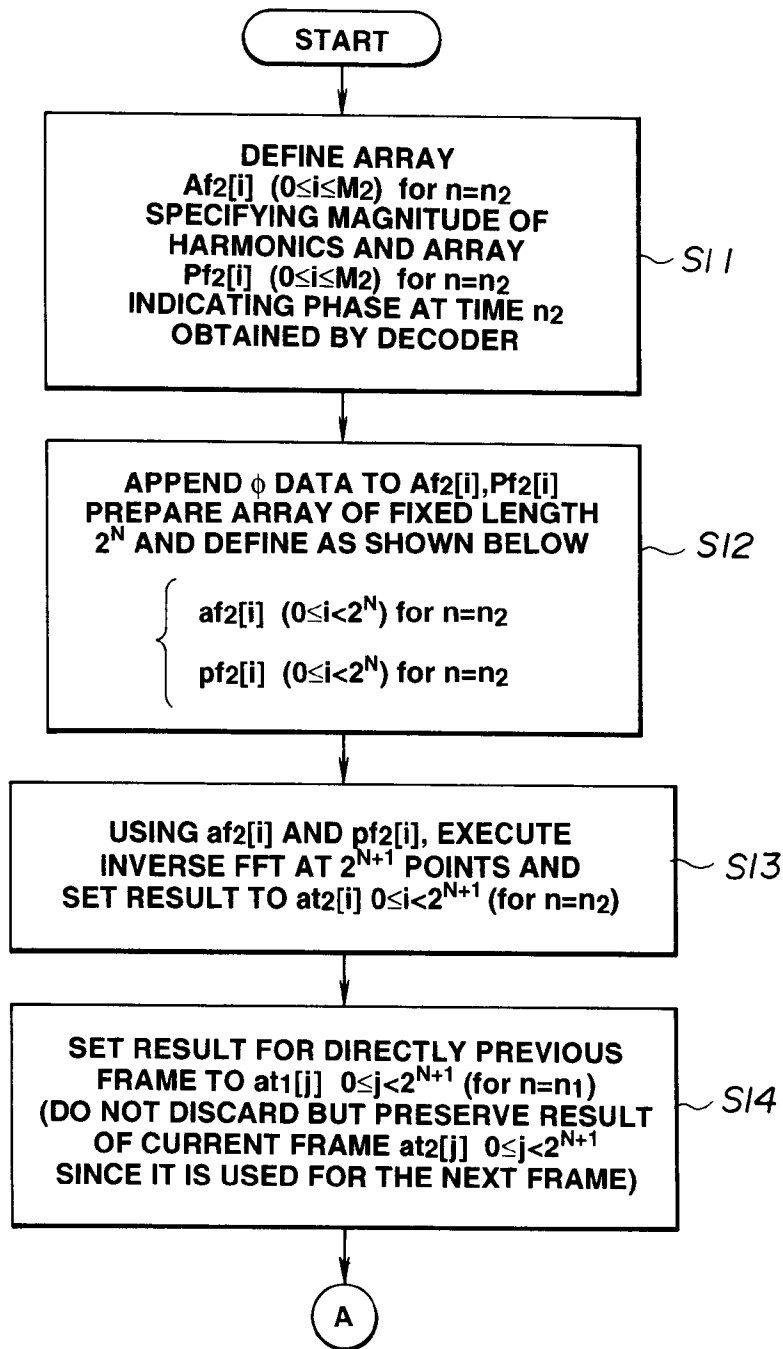 START
DEFINE ARRAY
Af2[i] (0≤i≤M2) for n=n2
SPECIFYING MAGNITUDE OF
HARMONICS AND ARRAY
Pf2[i] (0≤i≤M2) for n=n2
INDICATING PHASE AT TIME n2
OBTAINED BY DECODER
S11
APPEND ϕ DATA TO Af2[i],Pf2[i]
PREPARE ARRAY OF FIXED LENGTH
2^N AND DEFINE AS SHOWN BELOW
af2[i] (0≤i<2^N) for n=n2
pf2[i] (0≤i<2^N) for n=n2
S12
USING af2[i] AND pf2[i], EXECUTE
INVERSE FFT AT 2^N+1 POINTS AND
SET RESULT TO at2[i] 0≤i<2^N+1 (for n=n2)
S13
SET RESULT FOR DIRECTLY PREVIOUS
FRAME TO at1[j] 0≤j<2^N+1 (for n=n1)
(DO NOT DISCARD BUT PRESERVE RESULT
OF CURRENT FRAME at2[j] 0≤j<2^N+1
SINCE IT IS USED FOR THE NEXT FRAME)
S14
A